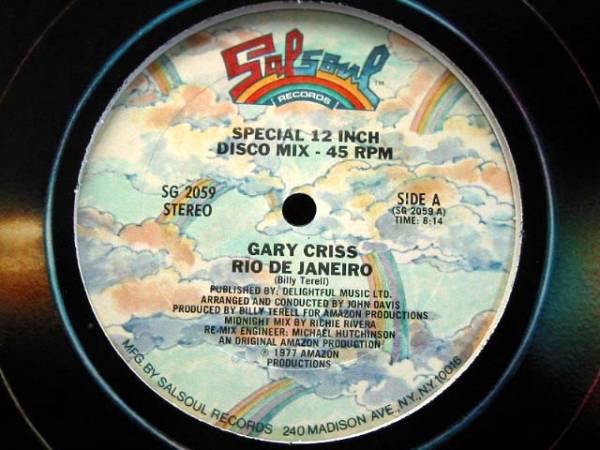 Salsoul
RECORDS
TM
SPECIAL 12 INCH
DISCO MIX - 45 RPM
SG 2059
STEREO
SIDE A
(SG 2059 A)
TIME: 8:14
GARY CRISS
RIO DE JANEIRO
(Billy Terell)
PUBLISHED BY: DELIGHTFUL MUSIC LTD.
ARRANGED AND CONDUCTED BY JOHN DAVIS
PRODUCED BY BILLY TERELL FOR AMAZON PRODUCTIONS
MIDNIGHT MIX BY RICHIE RIVERA
RE-MIX ENGINEER: MICHAEL HUTCHINSON
AN ORIGINAL AMAZON PRODUCTION
℗ 1977 AMAZON
PRODUCTIONS
MFG. BY SALSOUL RECORDS 240 MADISON AVE., N.Y., N.Y. 10016